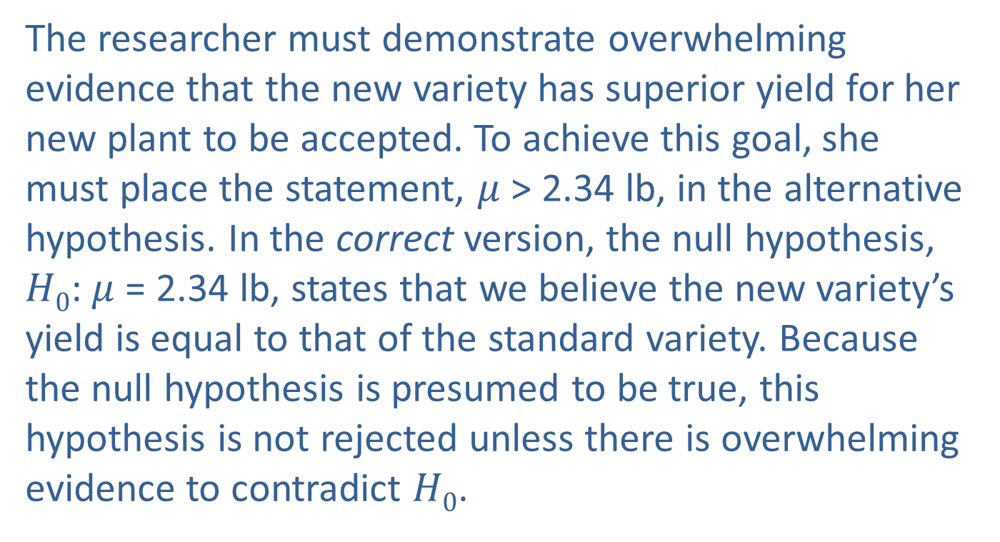 The researcher must demonstrate overwhelming
evidence that the new variety has superior yield for her
new plant to be accepted. To achieve this goal, she
must place the statement, μ > 2.34 lb, in the alternative
hypothesis. In the correct version, the null hypothesis,
H₀: μ = 2.34 lb, states that we believe the new variety’s
yield is equal to that of the standard variety. Because
the null hypothesis is presumed to be true, this
hypothesis is not rejected unless there is overwhelming
evidence to contradict H₀.